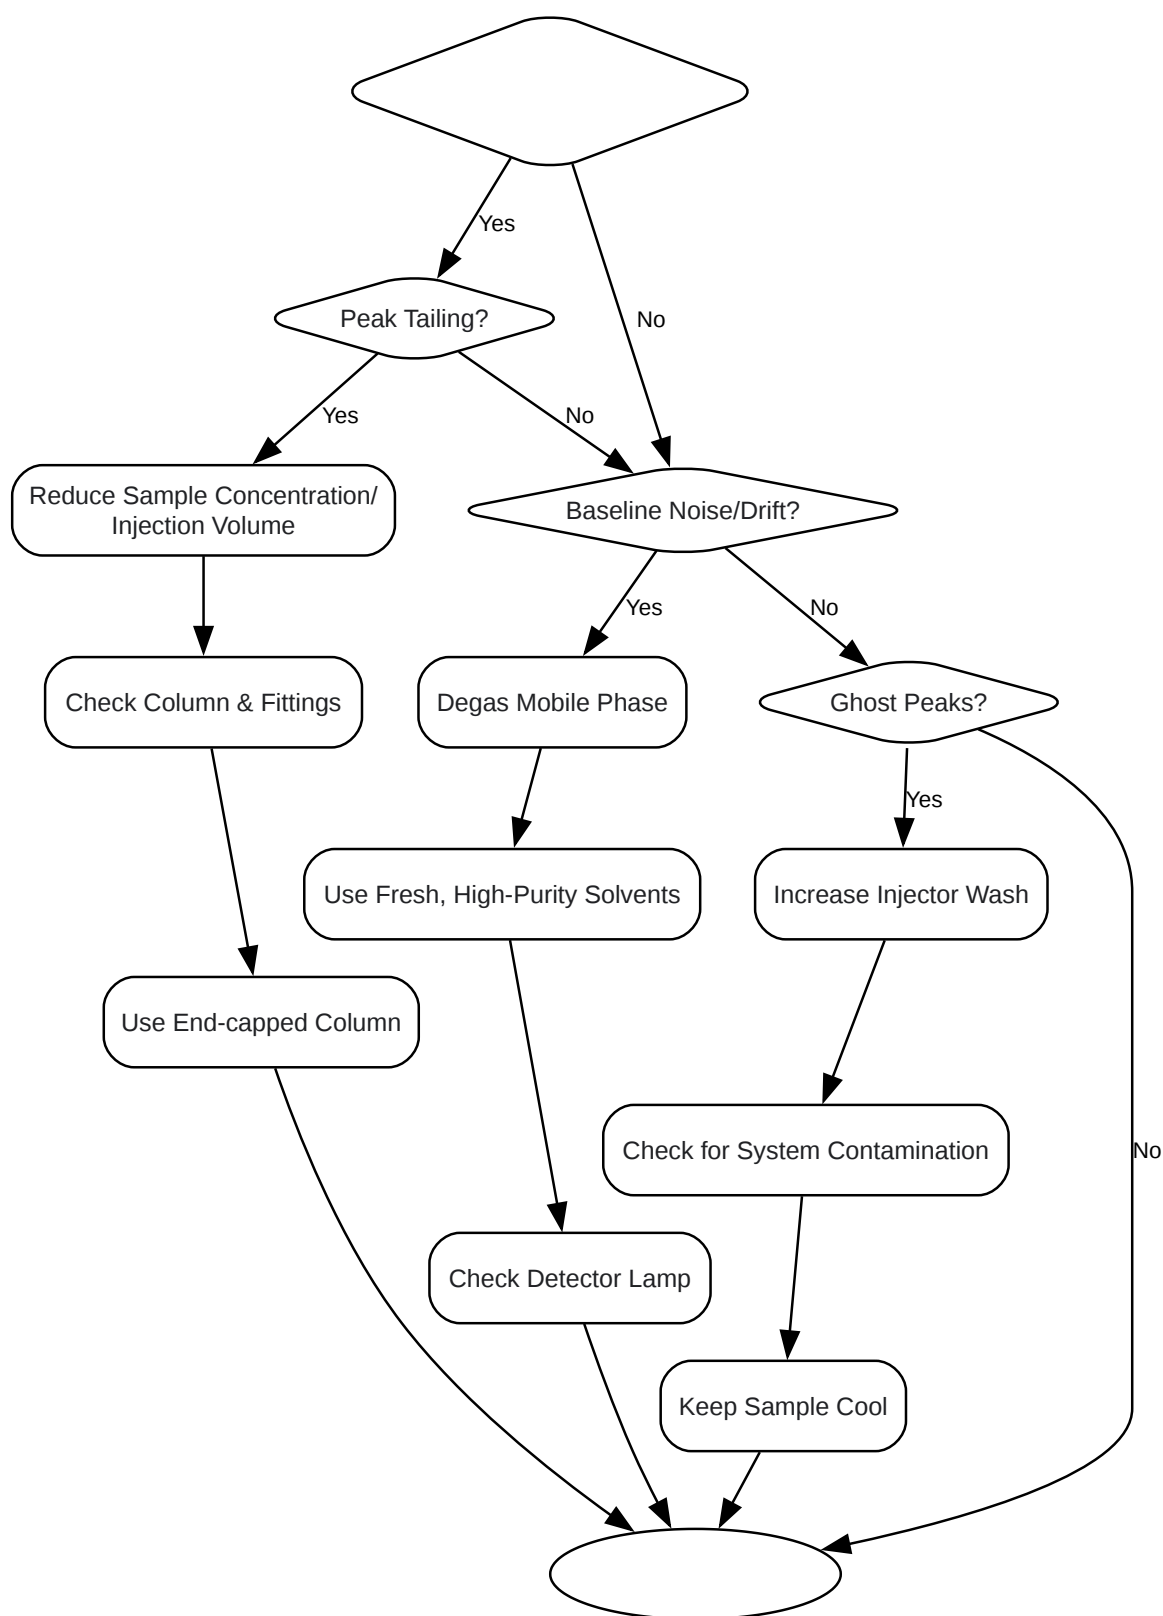 Yes
No
Peak Tailing?
Yes
No
Reduce Sample Concentration/
Injection Volume
Baseline Noise/Drift?
Yes
No
Check Column & Fittings
Degas Mobile Phase
Ghost Peaks?
Yes
Use Fresh, High-Purity Solvents
Increase Injector Wash
Use End-capped Column
Check for System Contamination
No
Check Detector Lamp
Keep Sample Cool